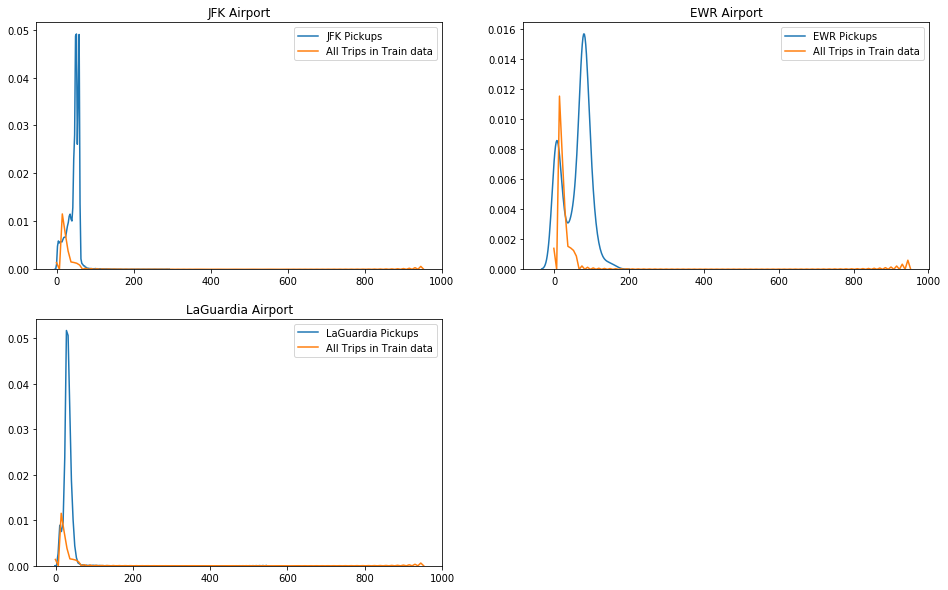 JFK Airport
JFK Pickups
All Trips in Train data
0.05
0.04
0.03
0.02
0.01
0.00
0 200 400 600 800 1000
EWR Airport
EWR Pickups
All Trips in Train data
0.016
0.014
0.012
0.010
0.008
0.006
0.004
0.002
0.000
0 200 400 600 800 1000
LaGuardia Airport
LaGuardia Pickups
All Trips in Train data
0.05
0.04
0.03
0.02
0.01
0.00
0 200 400 600 800 1000